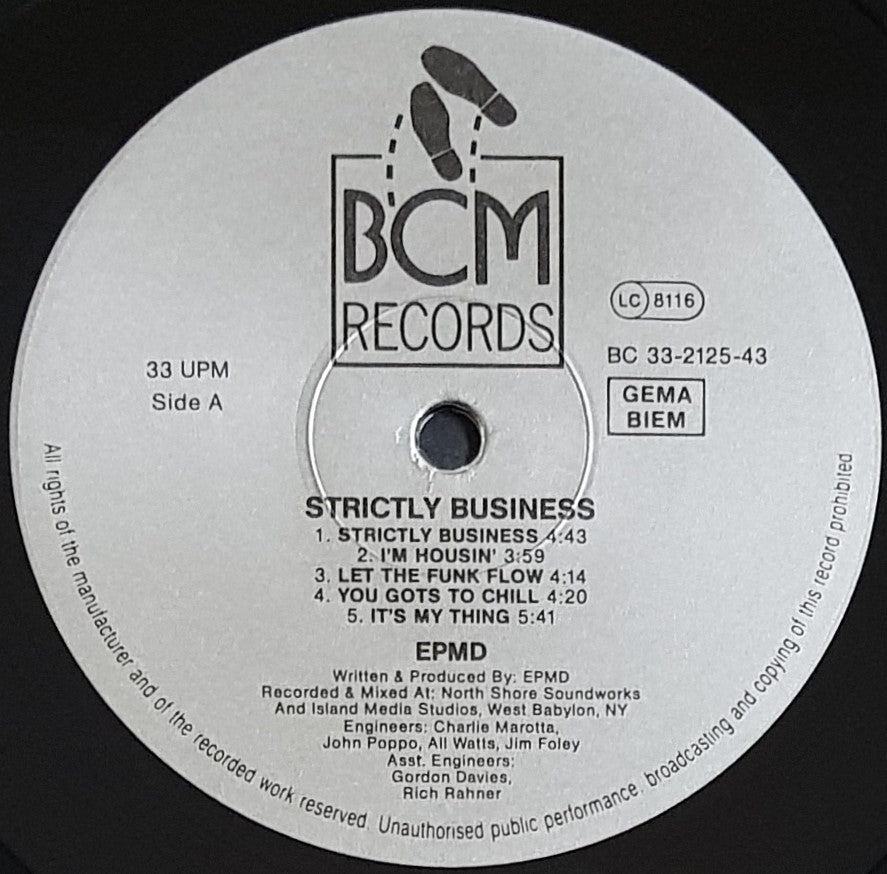 BCM
RECORDS
LC 8116
BC 33-2125-43
GEMA
BIEM
33 UPM
Side A
STRICTLY BUSINESS
1. STRICTLY BUSINESS 4:43
2. I'M HOUSIN' 3:59
3. LET THE FUNK FLOW 4:14
4. YOU GOTS TO CHILL 4:20
5. IT'S MY THING 5:41
EPMD
Written & Produced By: EPMD
Recorded & Mixed At: North Shore Soundworks
And Island Media Studios, West Babylon, NY
Engineers: Charlie Marotta,
John Poppo, All Watts, Jim Foley
Asst. Engineers:
Gordon Davies,
Rich Rahner
All rights of the manufacturer and of the recorded work reserved. Unauthorised public performance, broadcasting and copying of this record prohibited